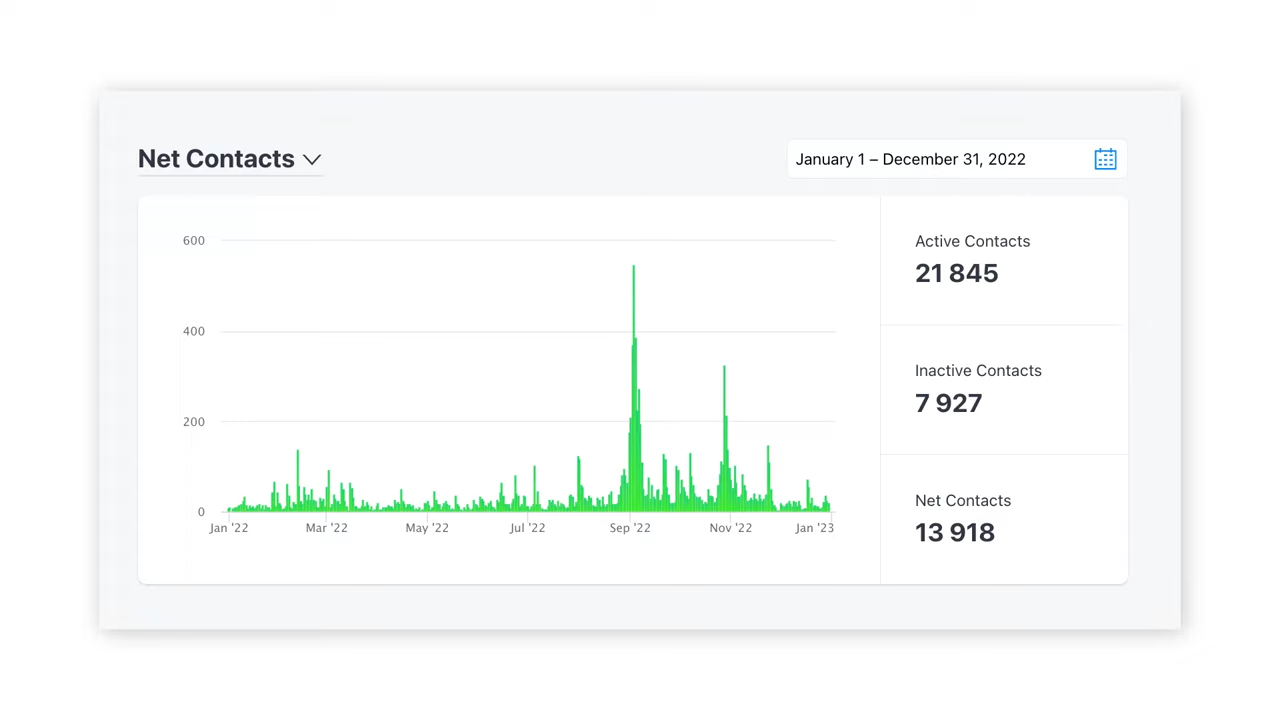 Net Contacts
January 1 – December 31, 2022
600
400
200
0
Jan '22 Mar '22 May '22 Jul '22 Sep '22 Nov '22 Jan '23
Active Contacts
21 845
Inactive Contacts
7 927
Net Contacts
13 918